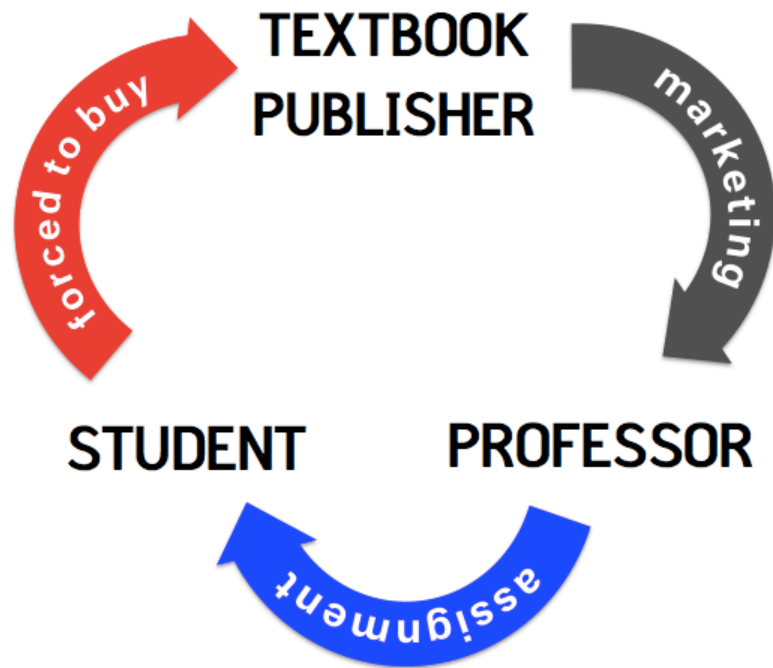 TEXTBOOK
PUBLISHER
marketing
PROFESSOR
assignment
STUDENT
forced to buy